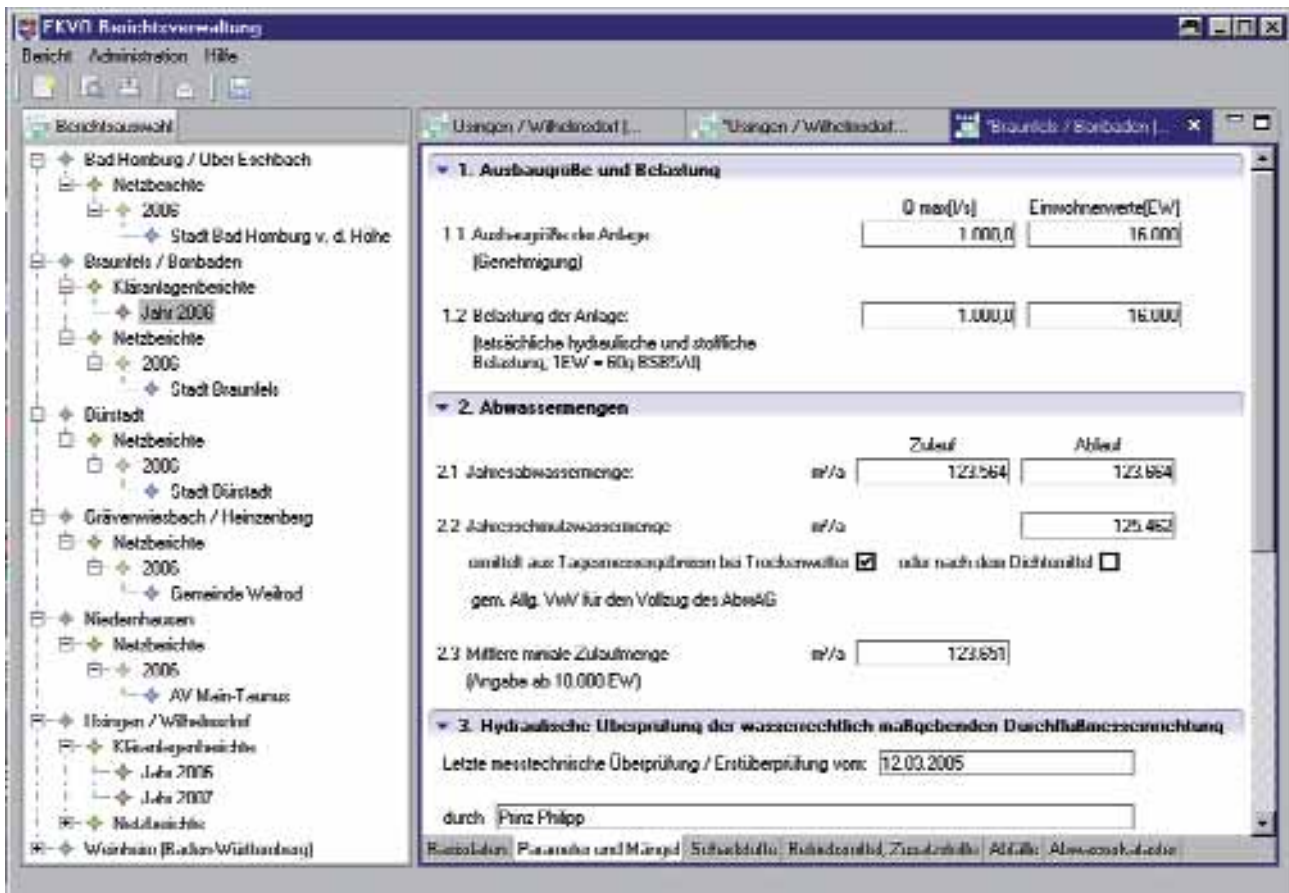 EKVO Berichtsverwaltung
Bericht Administration Hilfe
Berichtsauswahl
Bad Homburg / Ober Eschbach
Netzberichte
2006
Stadt Bad Homburg v. d. Höhe
Braunfels / Bonbaden
Kläranlagenberichte
Jahr 2006
Netzberichte
2006
Stadt Braunfels
Bürstadt
Netzberichte
2006
Stadt Bürstadt
Grävenwiesbach / Heinzenberg
Netzberichte
2006
Gemeinde Weilrod
Niedernhausen
Netzberichte
2006
AV Main-Taunus
Usingen / Wilhelmsdorf
Kläranlagenberichte
Jahr 2006
Jahr 2007
Netzberichte
Weinheim (Baden-Württemberg)
Usingen / Wilhelmsdorf [...
*Usingen / Wilhelmsdorf...
*Braunfels / Bonbaden [...
1. Ausbaugröße und Belastung
Q max[l/s] Einwohnerwerte[EW]
1.1 Ausbaugröße der Anlage: 1.000,0 16.000
(Genehmigung)
1.2 Belastung der Anlage: 1.000,0 16.000
(tatsächliche hydraulische und stoffliche
Belastung, 1EW = 60g BSB5/d)
2. Abwassermengen
Zulauf Ablauf
2.1 Jahresabwassermenge: m³/a 123.564 123.664
2.2 Jahresschmutzwassermenge m³/a 125.462
ermittelt aus Tagesmessergebnissen bei Trockenwetter oder nach dem Dichtemittel
gem. Allg. VwV für den Vollzug des AbwAG
2.3 Mittlere Zulaufmenge m³/a 123.651
(Angabe ab 10.000 EW)
3. Hydraulische Überprüfung der wasserrechtlich maßgebenden Durchflußmesseinrichtung
Letzte messtechnische Überprüfung / Erstüberprüfung vom: 12.03.2005
durch Prinz Philipp
Basisdaten Parameter und Mängel Schadstoffe Abfälle Abwasserkataster